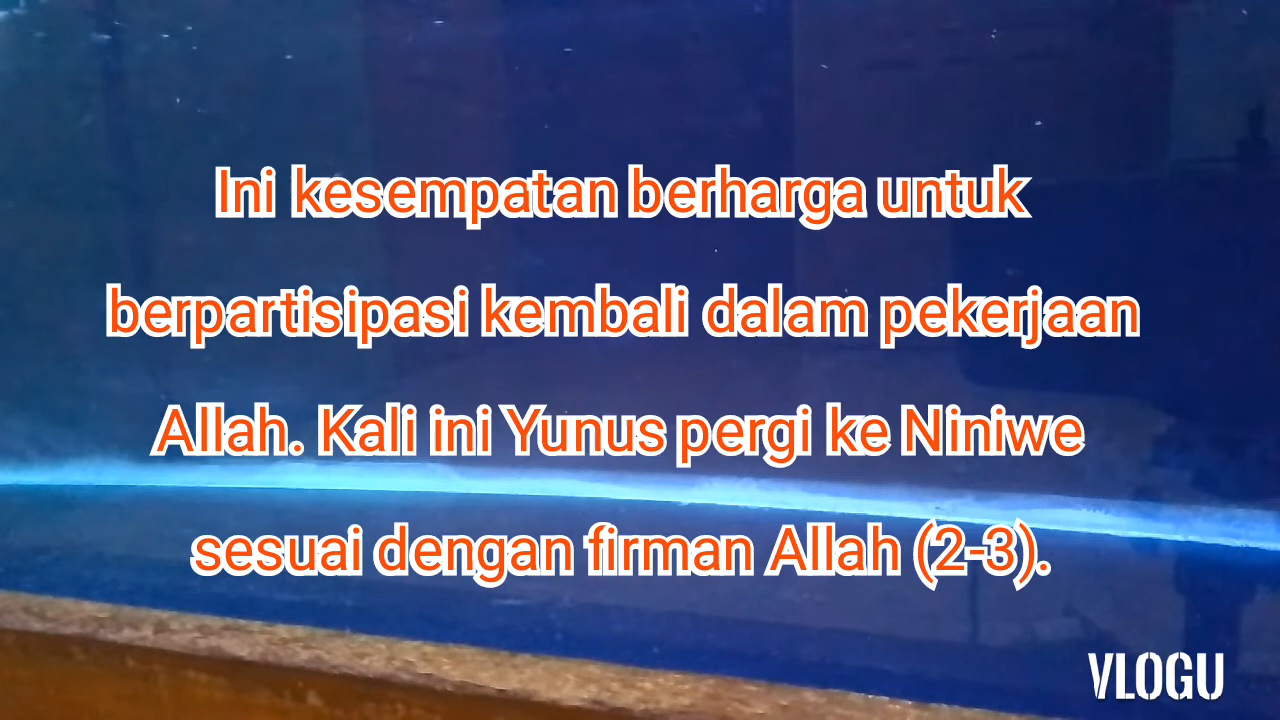 Ini kesempatan berharga untuk
berpartisipasi kembali dalam pekerjaan
Allah. Kali ini Yunus pergi ke Niniwe
sesuai dengan firman Allah (2-3).
VLOGU